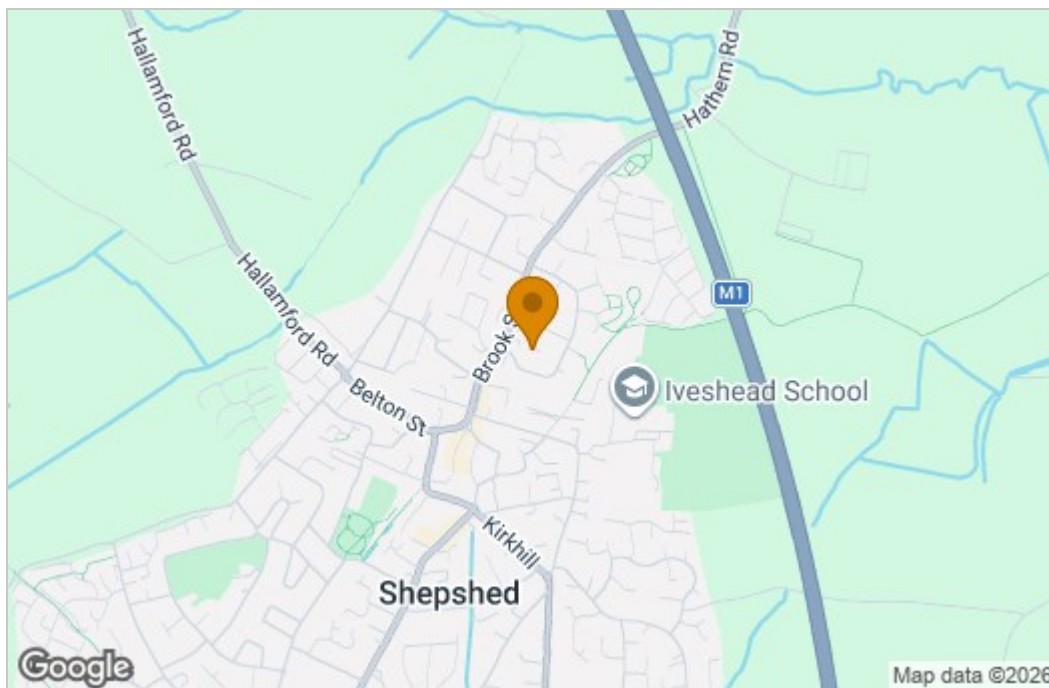 Hallamford Rd
Hathern Rd
M1
Hallamford Rd
Brook S
Belton St
Iveshead School
Kirkhill
Shepshed
Google
Map data ©2026